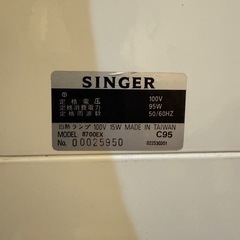 SINGER
定格電圧 100V
定格消費電力 95W
定格周波数 50/60HZ
白熱ランプ 100V 15W MADE IN TAIWAN
MODEL 8700EX C95
No. 00025950 022530051